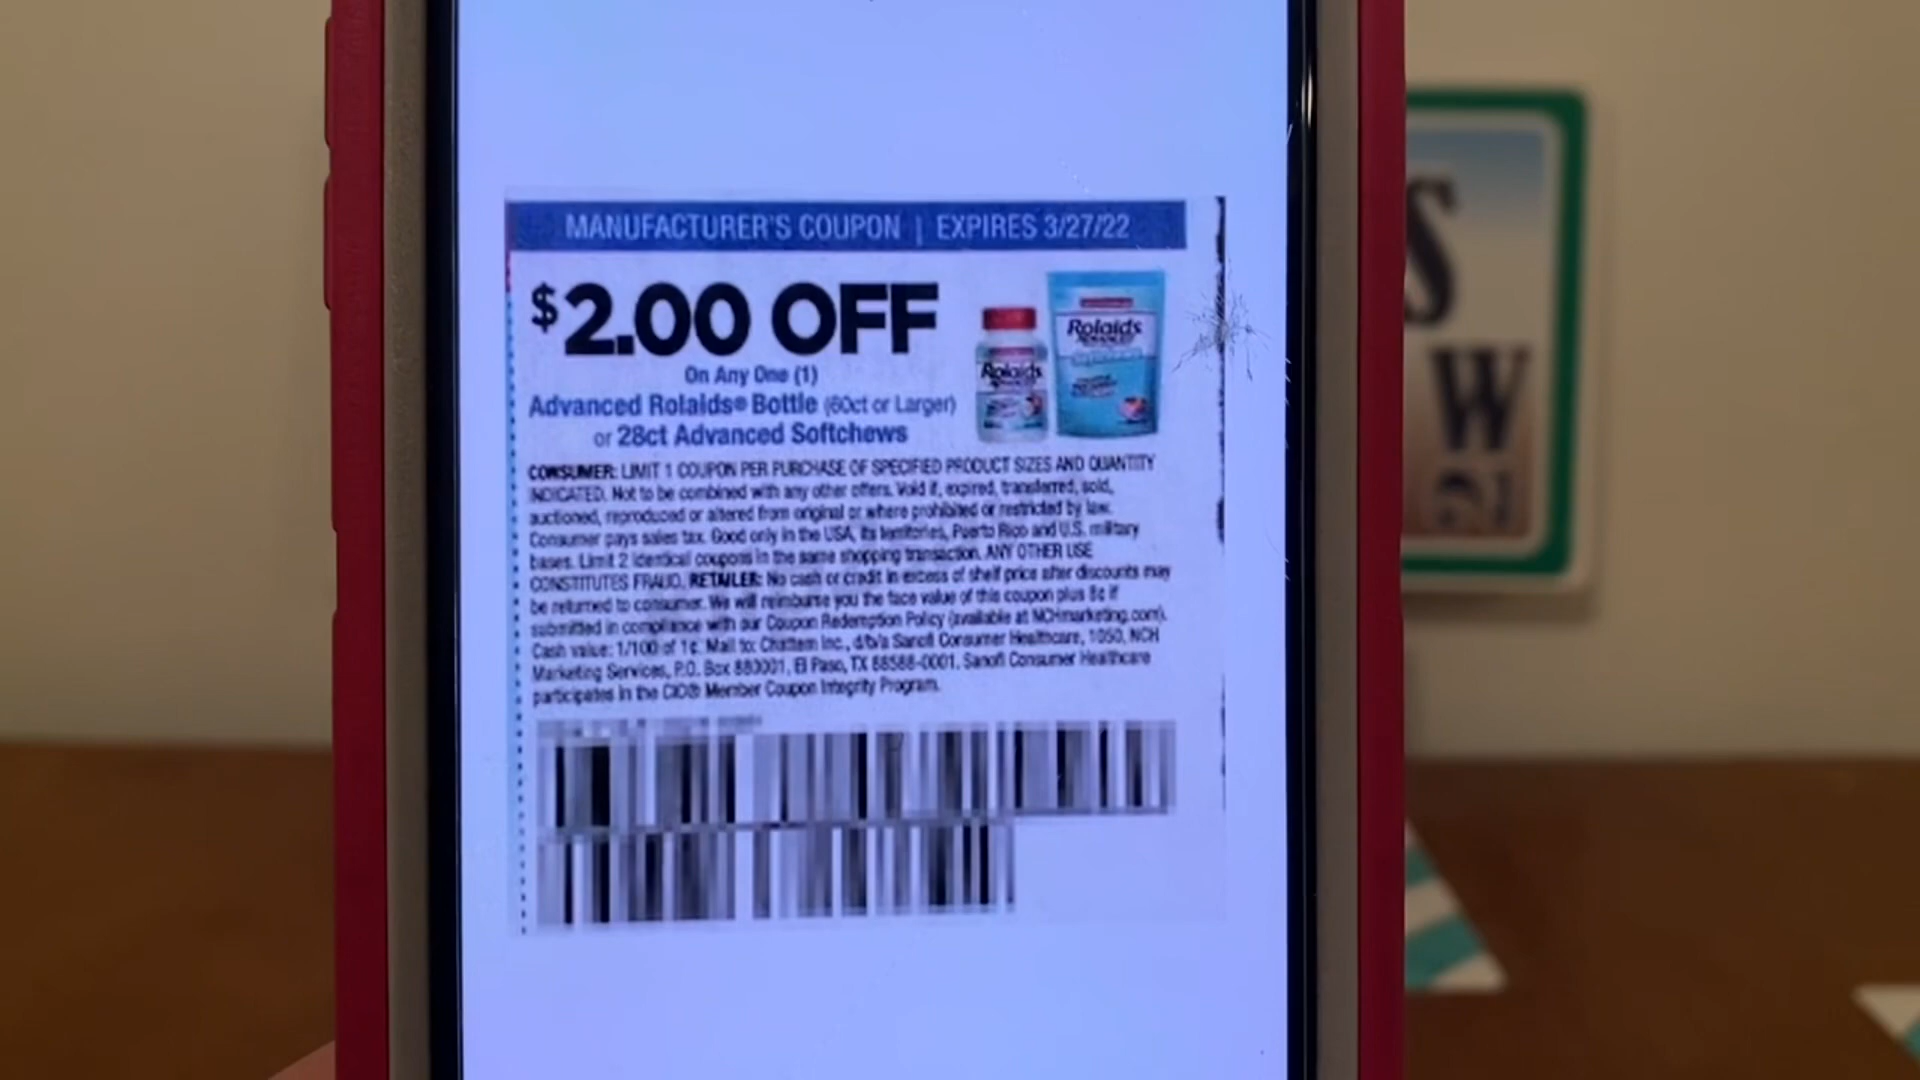 MANUFACTURER'S COUPON | EXPIRES 3/27/22
$2.00 OFF
On Any One (1)
Advanced Rolaids® Bottle (60ct or Larger)
or 28ct Advanced Softchews
Rolaids
ADVANCED
Rolaids
CONSUMER: LIMIT 1 COUPON PER PURCHASE OF SPECIFIED PRODUCT SIZES AND QUANTITY
INDICATED. Not to be combined with any other offers. Void if, expired, transferred, sold,
auctioned, reproduced or altered from original or where prohibited or restricted by law.
Consumer pays sales tax. Good only in the USA, its territories, Puerto Rico and U.S. military
bases. Limit 2 identical coupons in the same shopping transaction. ANY OTHER USE
CONSTITUTES FRAUD. RETAILER: No cash or credit in excess of shelf price after discounts may
be returned to consumer. We will reimburse you the face value of this coupon plus 8¢ if
submitted in compliance with our Coupon Redemption Policy (available at NCHmarketing.com).
Cash value: 1/100 of 1¢. Mail to: Chattem Inc., d/b/a Sanofi Consumer Healthcare, 1050, NCH
Marketing Services, P.O. Box 880001, El Paso, TX 88588-0001. Sanofi Consumer Healthcare
participates in the CIC® Member Coupon Integrity Program.
S
W